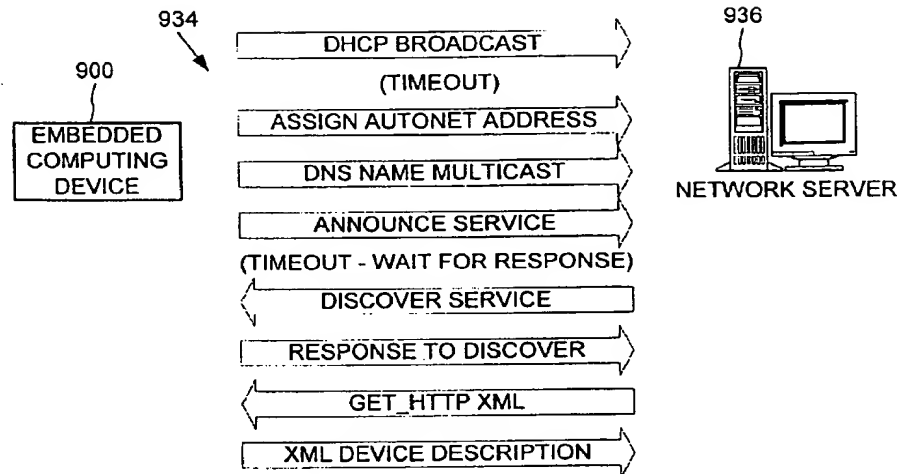 934
DHCP BROADCAST
936
(TIMEOUT)
900
ASSIGN AUTONET ADDRESS
EMBEDDED
COMPUTING
DEVICE
DNS NAME MULTICAST
NETWORK SERVER
ANNOUNCE SERVICE
(TIMEOUT - WAIT FOR RESPONSE)
DISCOVER SERVICE
RESPONSE TO DISCOVER
GET_HTTP XML
XML DEVICE DESCRIPTION